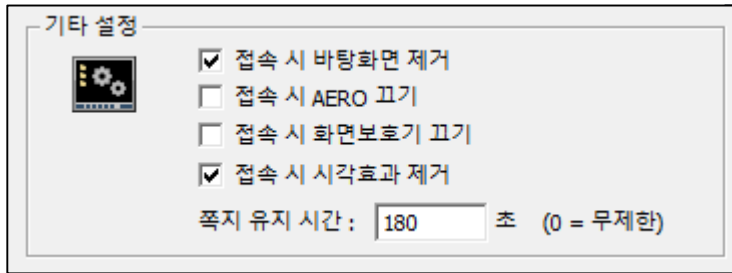 기타 설정
접속 시 바탕화면 제거
접속 시 AERO 끄기
접속 시 화면보호기 끄기
접속 시 시각효과 제거
쪽지 유지 시간 : 180 초 (0 = 무제한)